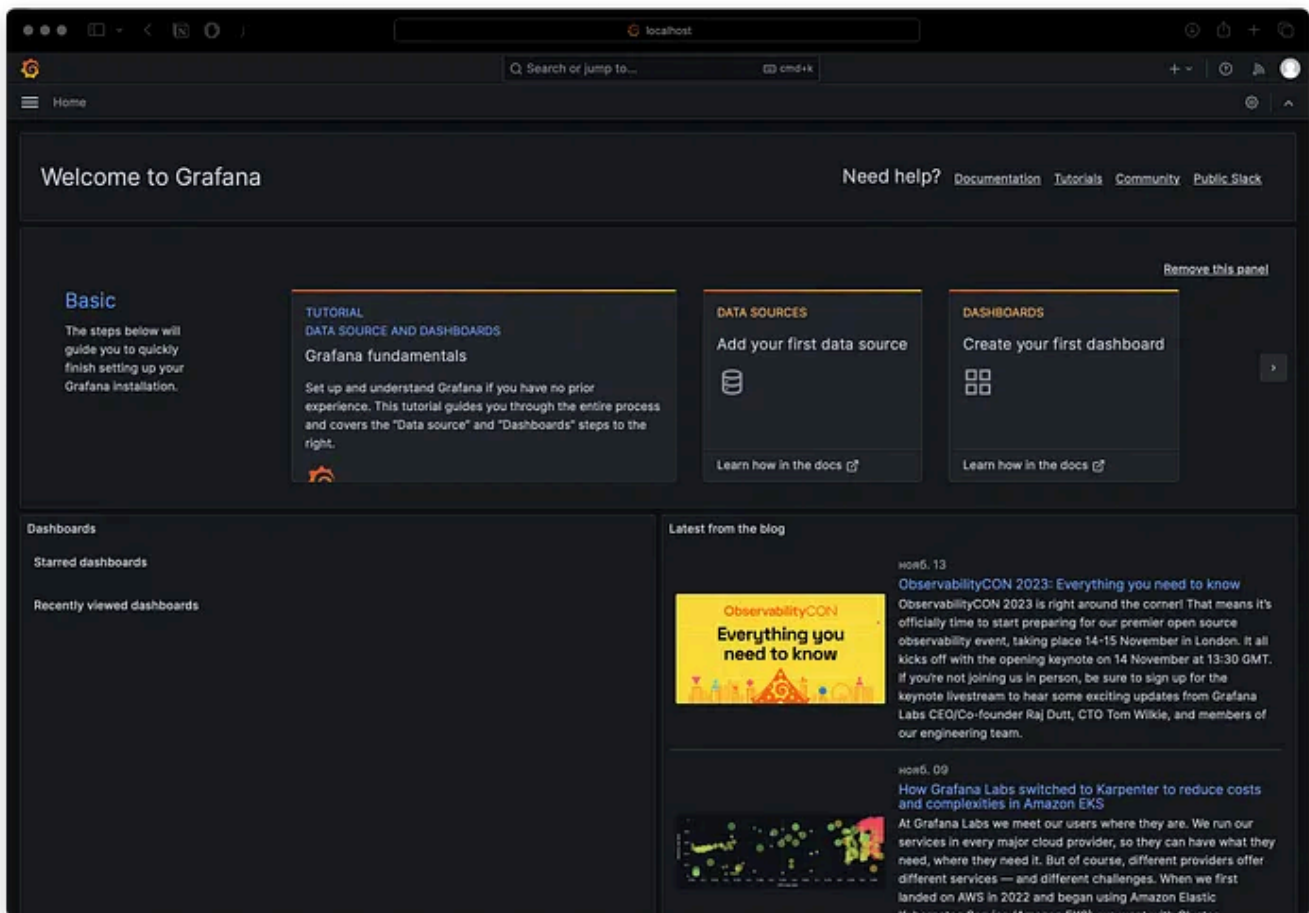 localhost
Search or jump to...
cmd+k
Home
Welcome to Grafana
Need help? Documentation Tutorials Community Public Slack
Remove this panel
Basic
The steps below will
guide you to quickly
finish setting up your
Grafana installation.
TUTORIAL
DATA SOURCE AND DASHBOARDS
Grafana fundamentals
Set up and understand Grafana if you have no prior
experience. This tutorial guides you through the entire process
and covers the "Data source" and "Dashboards" steps to the
right.
DATA SOURCES
Add your first data source
Learn how in the docs
DASHBOARDS
Create your first dashboard
Learn how in the docs
Dashboards
Starred dashboards
Recently viewed dashboards
Latest from the blog
ObservabilityCON
Everything you
need to know
нояб. 13
ObservabilityCON 2023: Everything you need to know
ObservabilityCON 2023 is right around the corner! That means it's
officially time to start preparing for our premier open source
observability event, taking place 14-15 November in London. It all
kicks off with the opening keynote on 14 November at 13:30 GMT.
If you're not joining us in person, be sure to sign up for the
keynote livestream to hear some exciting updates from Grafana
Labs CEO/Co-founder Raj Dutt, CTO Tom Wilkie, and members of
our engineering team.
нояб. 09
How Grafana Labs switched to Karpenter to reduce costs
and complexities in Amazon EKS
At Grafana Labs we meet our users where they are. We run our
services in every major cloud provider, so they can have what they
need, where they need it. But of course, different providers offer
different services — and different challenges. When we first
landed on AWS in 2022 and began using Amazon Elastic